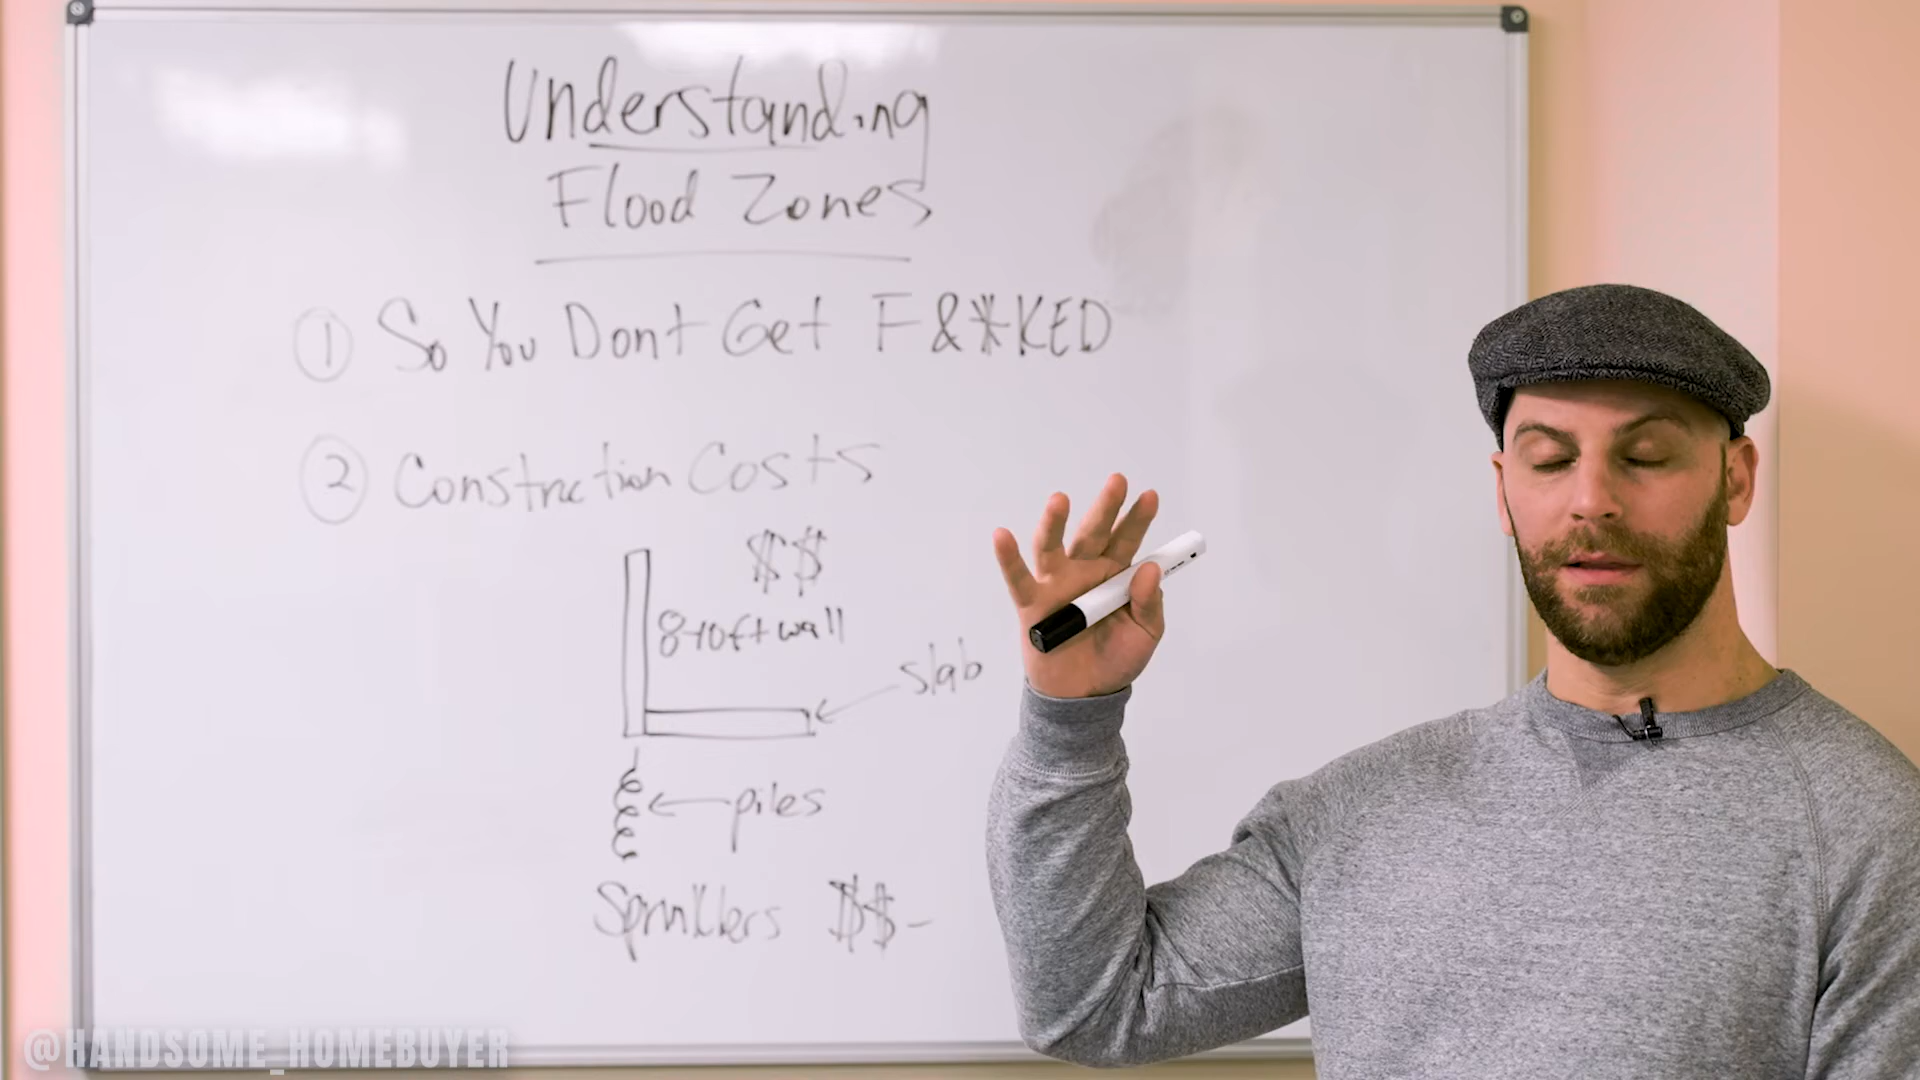 Understanding
Flood Zones
① So You Dont Get F&*KED
② Construction Costs
$$
8-10ft wall
slab
piles
Sprinklers $$-
@HANDSOME_HOMEBUYER